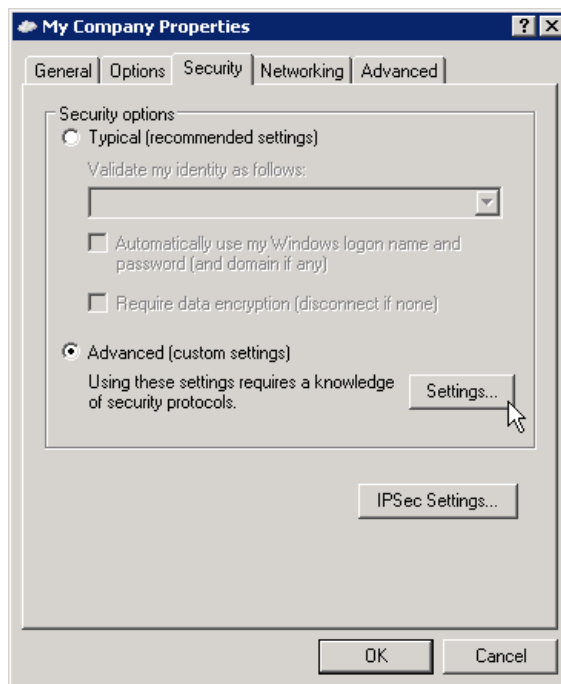 My Company Properties
General Options Security Networking Advanced
Security options
Typical (recommended settings)
Validate my identity as follows:
Automatically use my Windows logon name and
password (and domain if any)
Require data encryption (disconnect if none)
Advanced (custom settings)
Using these settings requires a knowledge
of security protocols.
Settings...
IPSec Settings...
OK Cancel